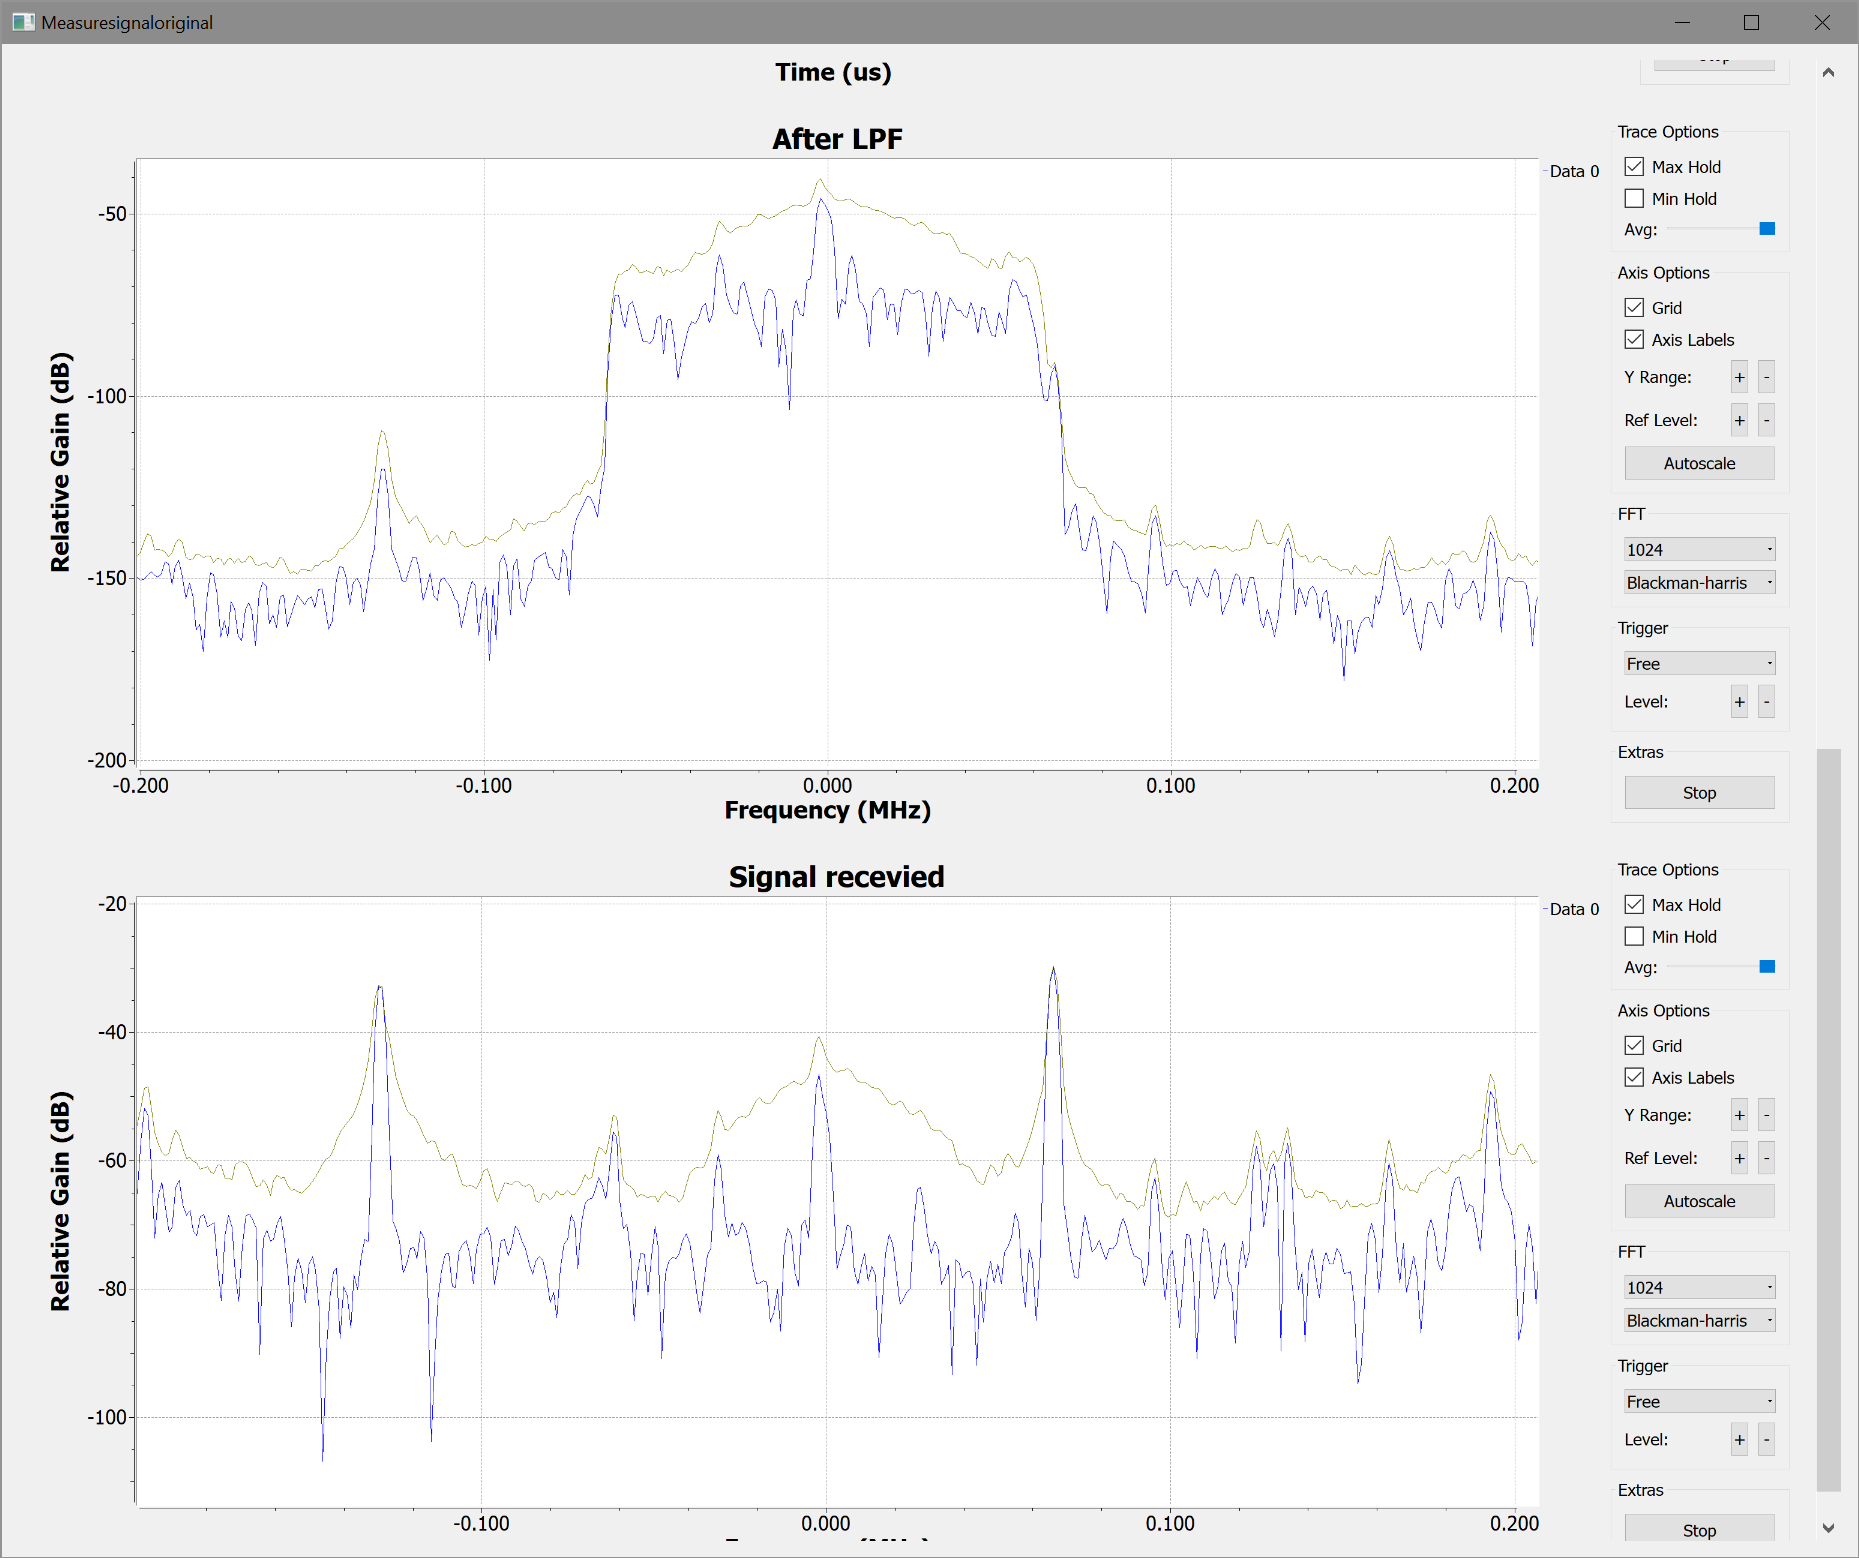 Measuresignaloriginal
Time (us)
Stop
After LPF
Data 0
-50
-100
-150
-200
Relative Gain (dB)
-0.200
-0.100
0.000
0.100
0.200
Frequency (MHz)
Trace Options
Max Hold
Min Hold
Avg:
Axis Options
Grid
Axis Labels
Y Range:
+
-
Ref Level:
+
-
Autoscale
FFT
1024
Blackman-harris
Trigger
Free
Level:
+
-
Extras
Stop
Signal recevied
Data 0
-20
-40
-60
-80
-100
Relative Gain (dB)
-0.100
0.000
0.100
0.200
Trace Options
Max Hold
Min Hold
Avg:
Axis Options
Grid
Axis Labels
Y Range:
+
-
Ref Level:
+
-
Autoscale
FFT
1024
Blackman-harris
Trigger
Free
Level:
+
-
Extras
Stop